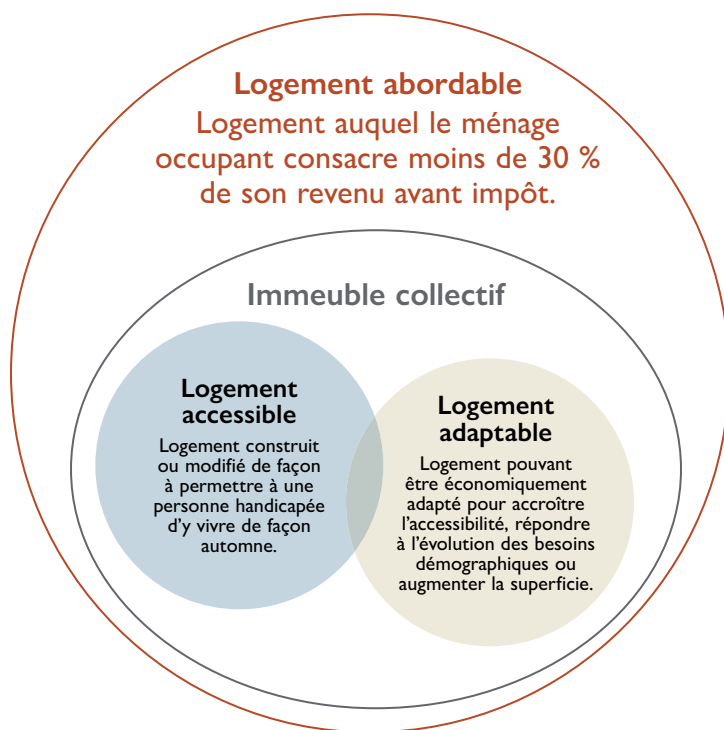 Logement abordable
Logement auquel le ménage
occupant consacre moins de 30 %
de son revenu avant impôt.
Immeuble collectif
Logement
accessible
Logement construit
ou modifié de façon
à permettre à une
personne handicapée
d’y vivre de façon
automne.
Logement
adaptable
Logement pouvant
être économiquement
adapté pour accroître
l’accessibilité, répondre
à l’évolution des besoins
démographiques ou
augmenter la superficie.